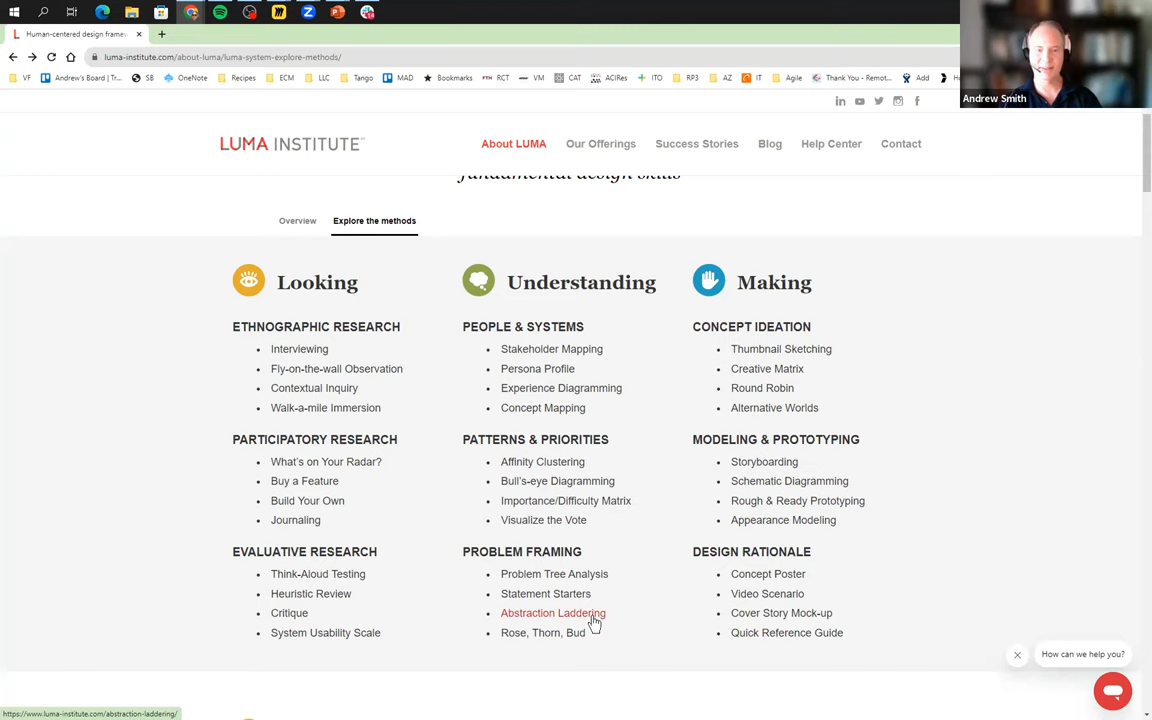 Human-centered design frame
luma-institute.com/about-luma/luma-system-explore-methods/
VF
Andrew's Board | Tr...
SB
OneNote
Recipes
ECM
LLC
Tango
MAD
Bookmarks
RCT
VM
CAT
ACIRes
ITO
RP3
AZ
IT
Agile
Thank You - Remot...
Add
Andrew Smith
LUMA INSTITUTE
About LUMA
Our Offerings
Success Stories
Blog
Help Center
Contact
fundamental design skills
Overview
Explore the methods
Looking
ETHNOGRAPHIC RESEARCH
• Interviewing
• Fly-on-the-wall Observation
• Contextual Inquiry
• Walk-a-mile Immersion
PARTICIPATORY RESEARCH
• What's on Your Radar?
• Buy a Feature
• Build Your Own
• Journaling
EVALUATIVE RESEARCH
• Think-Aloud Testing
• Heuristic Review
• Critique
• System Usability Scale
Understanding
PEOPLE & SYSTEMS
• Stakeholder Mapping
• Persona Profile
• Experience Diagramming
• Concept Mapping
PATTERNS & PRIORITIES
• Affinity Clustering
• Bull's-eye Diagramming
• Importance/Difficulty Matrix
• Visualize the Vote
PROBLEM FRAMING
• Problem Tree Analysis
• Statement Starters
• Abstraction Laddering
• Rose, Thorn, Bud
Making
CONCEPT IDEATION
• Thumbnail Sketching
• Creative Matrix
• Round Robin
• Alternative Worlds
MODELING & PROTOTYPING
• Storyboarding
• Schematic Diagramming
• Rough & Ready Prototyping
• Appearance Modeling
DESIGN RATIONALE
• Concept Poster
• Video Scenario
• Cover Story Mock-up
• Quick Reference Guide
How can we help you?
https://www.luma-institute.com/abstraction-laddering/